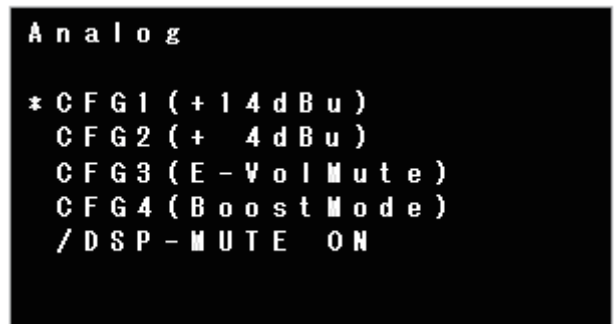 Analog
*CFG1(+14dBu)
CFG2(+ 4dBu)
CFG3(E-VolMute)
CFG4(BoostMode)
/DSP-MUTE ON